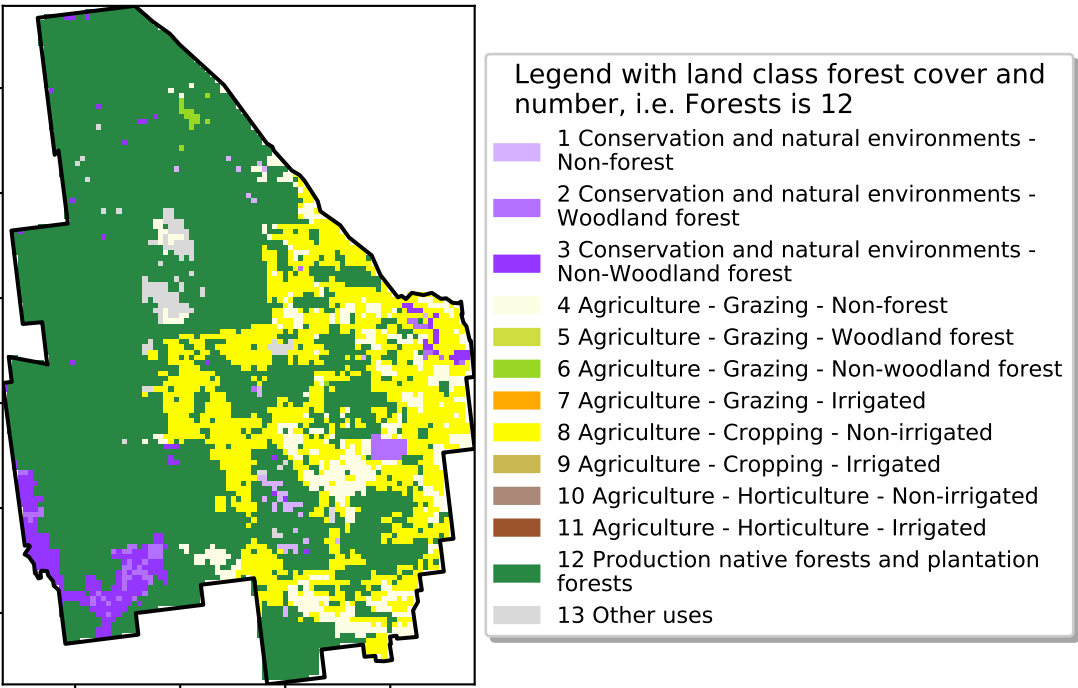 Legend with land class forest cover and
number, i.e. Forests is 12
1 Conservation and natural environments -
Non-forest
2 Conservation and natural environments -
Woodland forest
3 Conservation and natural environments -
Non-Woodland forest
4 Agriculture - Grazing - Non-forest
5 Agriculture - Grazing - Woodland forest
6 Agriculture - Grazing - Non-woodland forest
7 Agriculture - Grazing - Irrigated
8 Agriculture - Cropping - Non-irrigated
9 Agriculture - Cropping - Irrigated
10 Agriculture - Horticulture - Non-irrigated
11 Agriculture - Horticulture - Irrigated
12 Production native forests and plantation
forests
13 Other uses